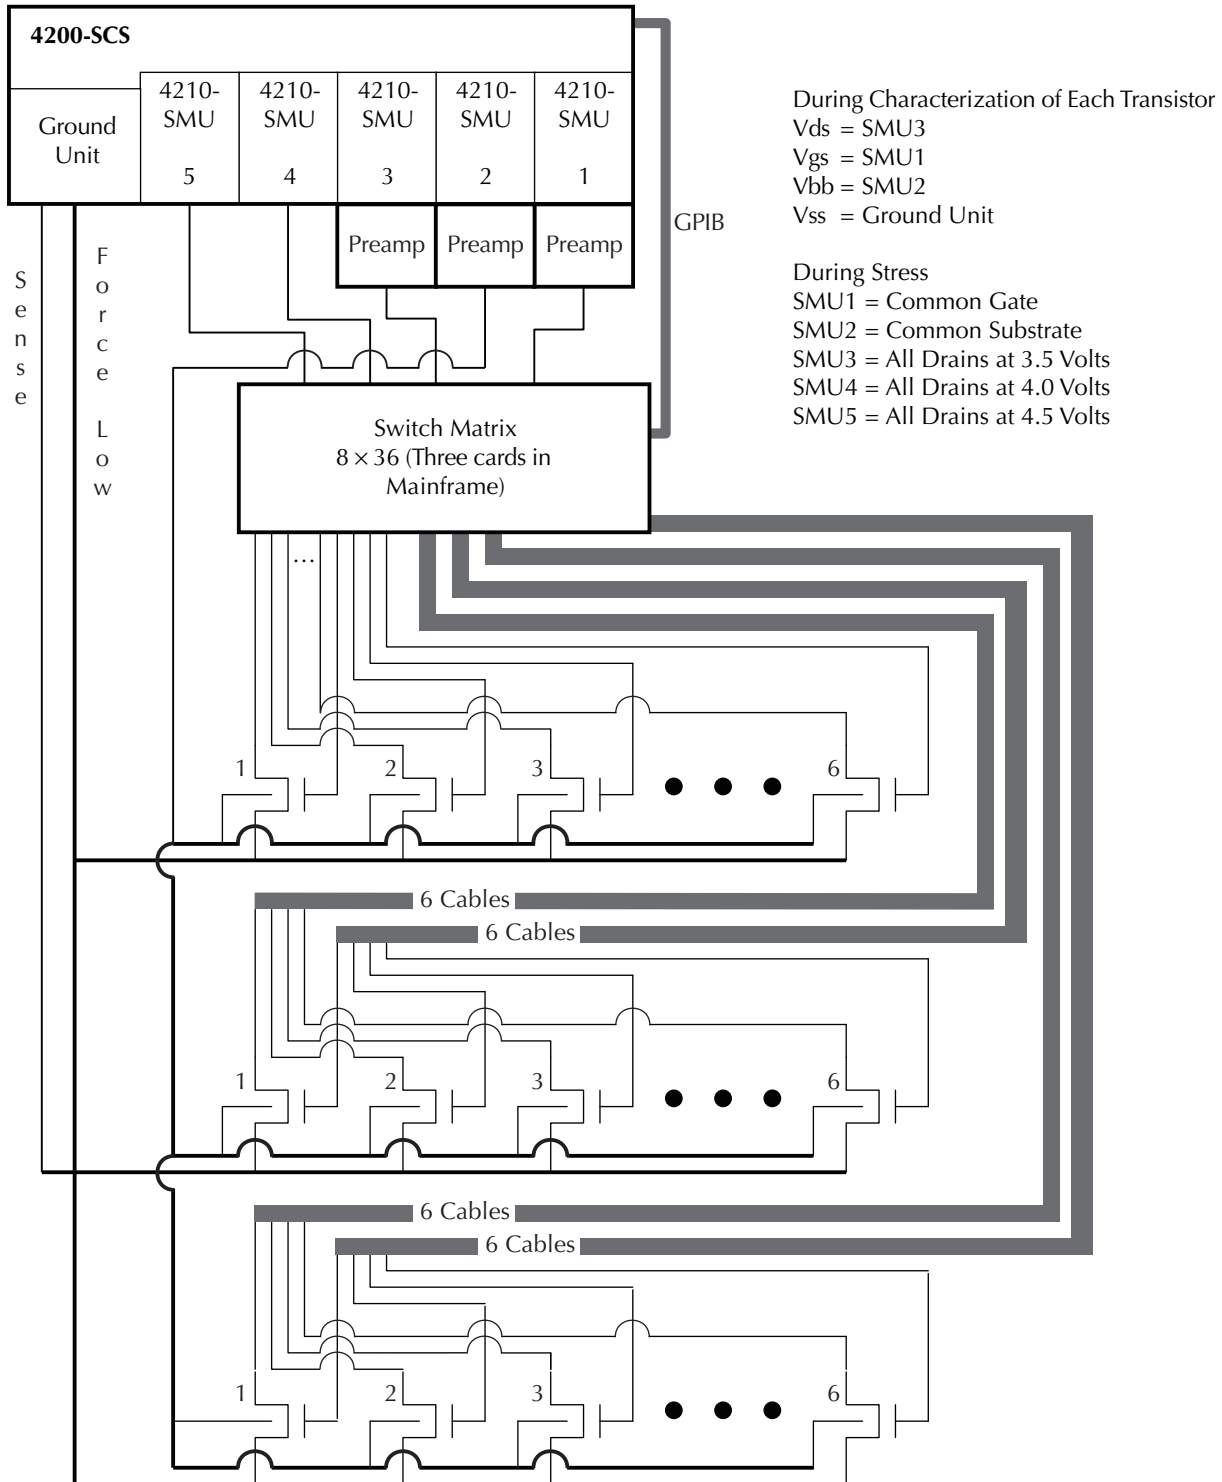 4200-SCS
Ground
Unit
4210-
SMU
5
4210-
SMU
4
4210-
SMU
3
4210-
SMU
2
4210-
SMU
1
Preamp
Preamp
Preamp
GPIB
Sense
Force Low
During Characterization of Each Transistor
Vds = SMU3
Vgs = SMU1
Vbb = SMU2
Vss = Ground Unit
During Stress
SMU1 = Common Gate
SMU2 = Common Substrate
SMU3 = All Drains at 3.5 Volts
SMU4 = All Drains at 4.0 Volts
SMU5 = All Drains at 4.5 Volts
Switch Matrix
8 × 36 (Three cards in
Mainframe)
...
1 2 3 6
6 Cables
6 Cables
1 2 3 6
6 Cables
6 Cables
1 2 3 6